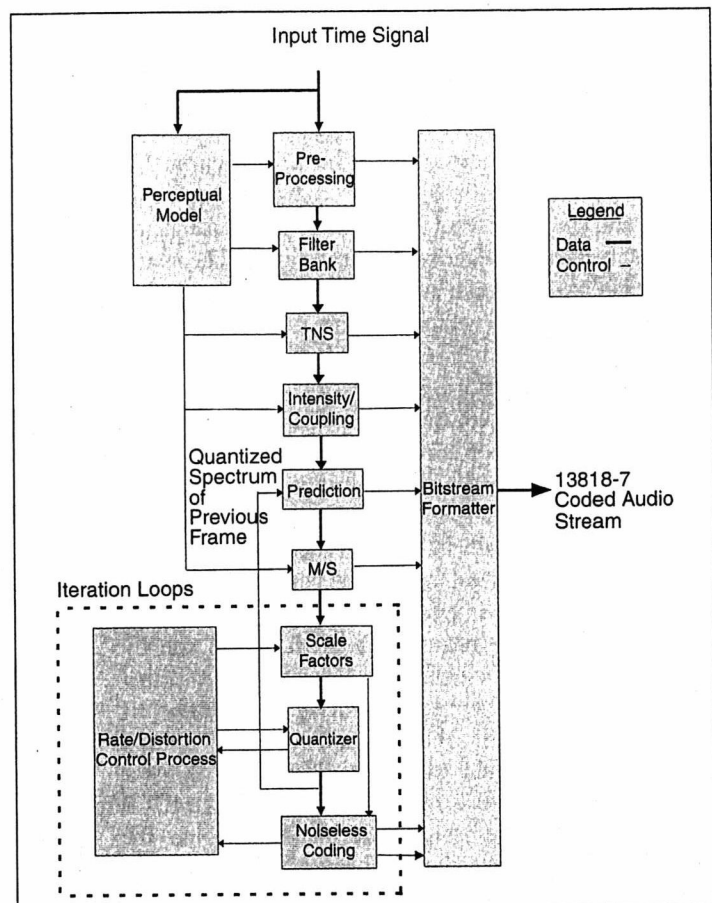 Input Time Signal
Perceptual
Model
Pre-
Processing
Legend
Data
Control
Filter
Bank
TNS
Intensity/
Coupling
Quantized
Spectrum
of
Previous
Frame
Prediction
Bitstream
Formatter
13818-7
Coded Audio
Stream
M/S
Iteration Loops
Scale
Factors
Rate/Distortion
Control Process
Quantizer
Noiseless
Coding